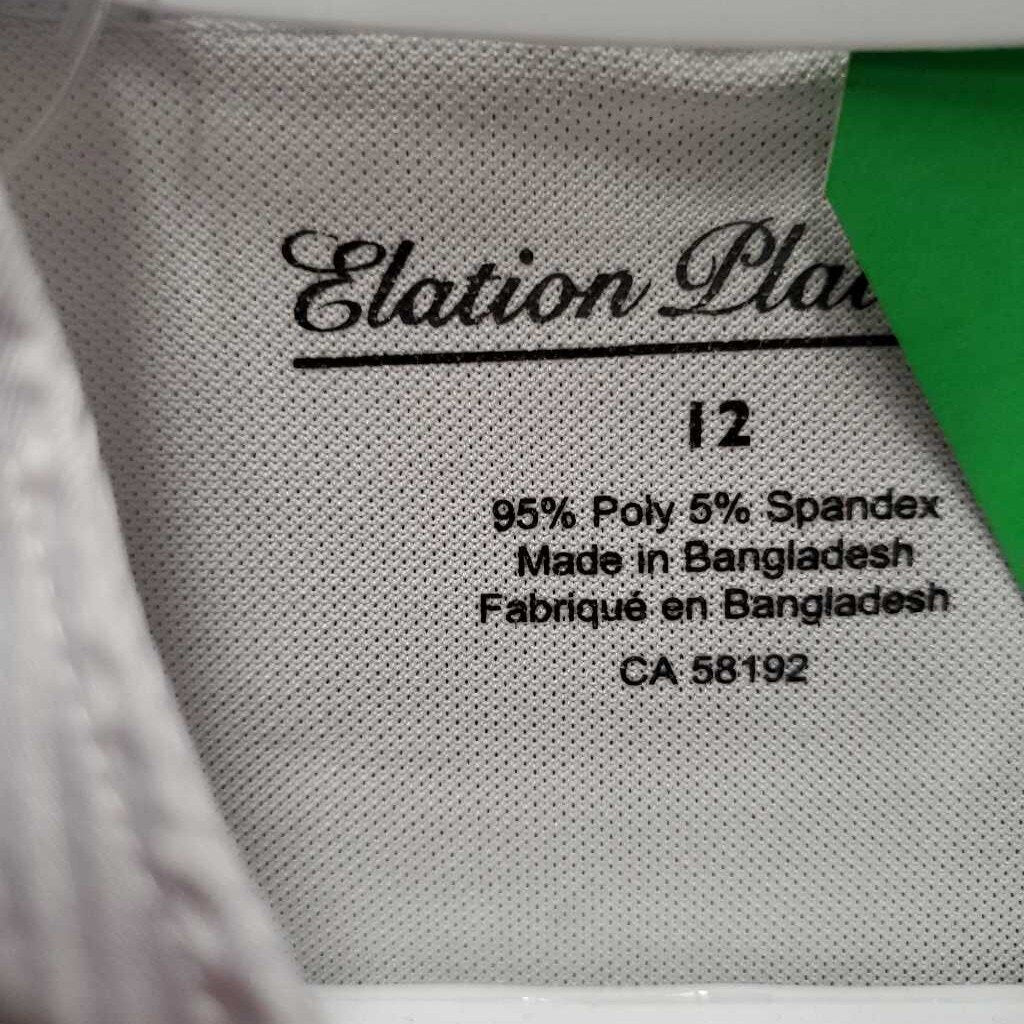 Elation
12
95% Poly 5% Spandex
Made in Bangladesh
Fabriqué en Bangladesh
CA 58192